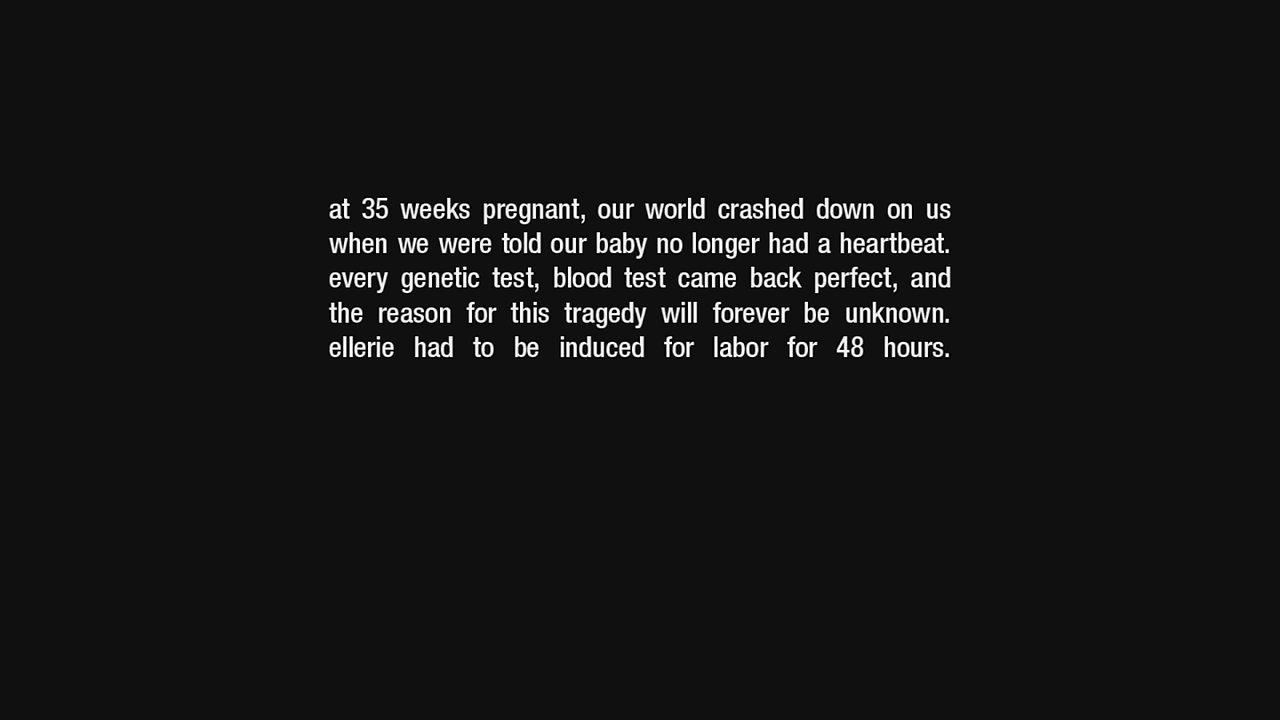 at 35 weeks pregnant, our world crashed down on us
when we were told our baby no longer had a heartbeat.
every genetic test, blood test came back perfect, and
the reason for this tragedy will forever be unknown.
ellerie had to be induced for labor for 48 hours.